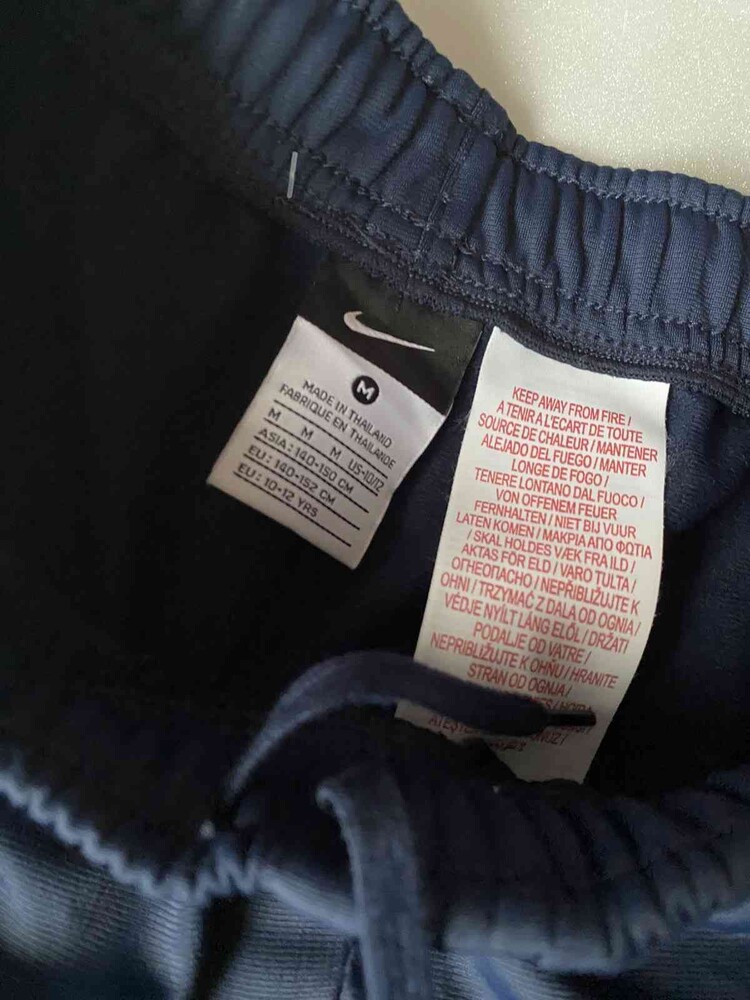 M
MADE IN THAILAND
FABRIQUE EN THAILANDE
M M M US-10/12
ASIA : 140-150 CM
EU : 140-152 CM
EU : 10-12 YRS
KEEP AWAY FROM FIRE /
A TENIR A L'ECART DE TOUTE
SOURCE DE CHALEUR / MANTENER
ALEJADO DEL FUEGO / MANTER
LONGE DE FOGO /
TENERE LONTANO DAL FUOCO /
VON OFFENEM FEUER
FERNHALTEN / NIET BIJ VUUR
LATEN KOMEN / ΜΑΚΡΙΑ ΑΠΟ ΦΩΤΙΑ
/ SKAL HOLDES VÆK FRA ILD /
AKTAS FÖR ELD / VARO TULTA /
ОГНЕОПАСНО / NEPŘIBLIŽUJTE K
OHNI / TRZYMAĆ Z DALA OD OGNIA /
VÉDJE NYÍLT LÁNG ELÖL / DRŽATI
PODALJE OD VATRE /
NEPRIBLIŽUJTE K OHŇU / HRANITE
STRAN OD OGNJA /